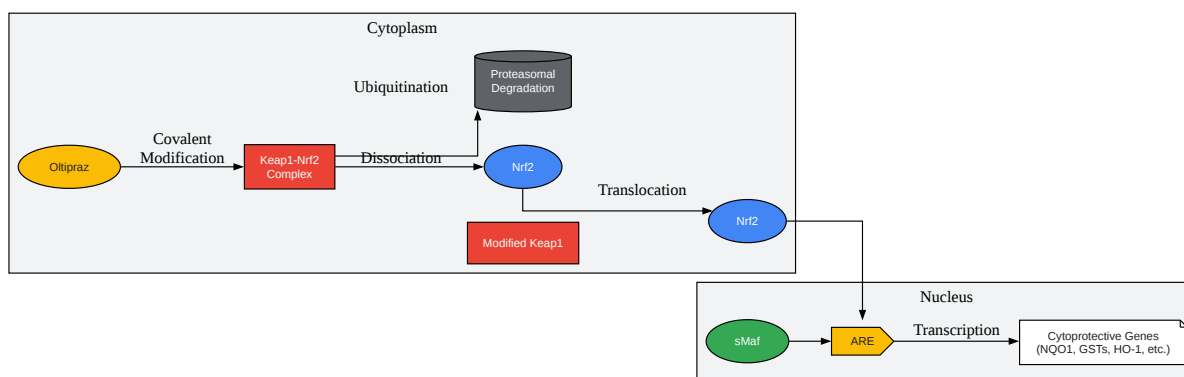 Cytoplasm
Proteasomal
Degradation
Ubiquitination
Covalent
Modification
Oltipraz
Keap1-Nrf2
Complex
Dissociation
Nrf2
Translocation
Nrf2
Modified Keap1
Nucleus
sMaf
ARE
Transcription
Cytoprotective Genes
(NQO1, GSTs, HO-1, etc.)